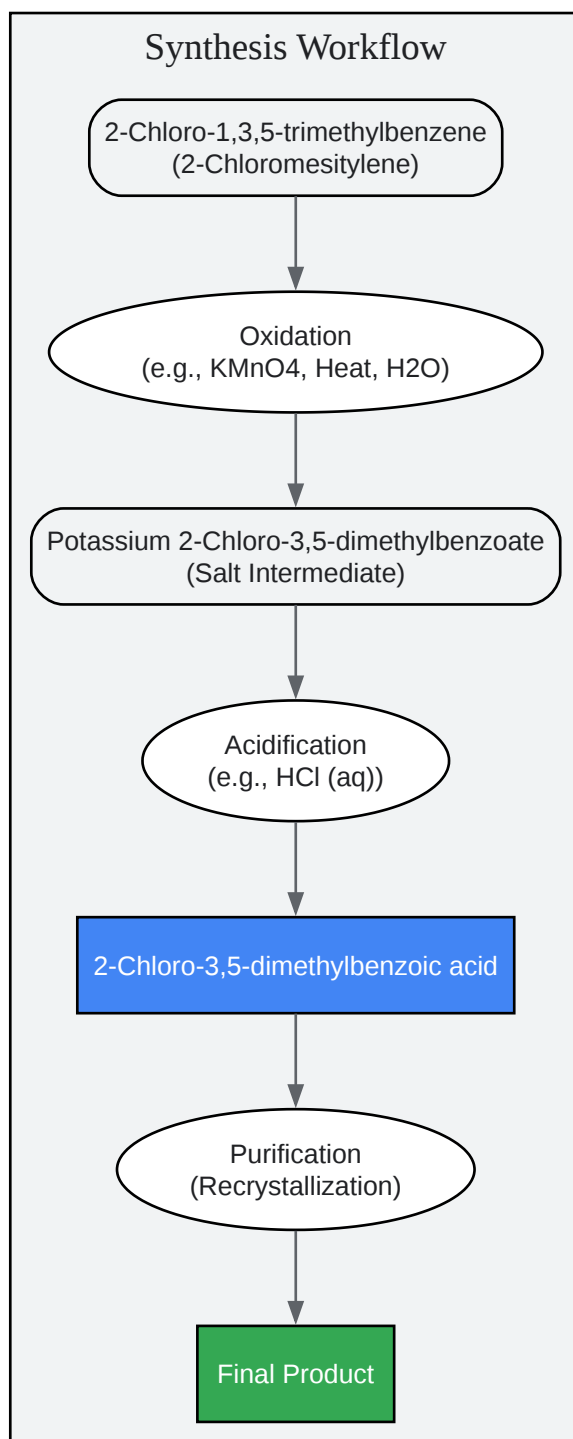 Synthesis Workflow
2-Chloro-1,3,5-trimethylbenzene
(2-Chloromesitylene)
Oxidation
(e.g., KMnO4, Heat, H2O)
Potassium 2-Chloro-3,5-dimethylbenzoate
(Salt Intermediate)
Acidification
(e.g., HCl (aq))
2-Chloro-3,5-dimethylbenzoic acid
Purification
(Recrystallization)
Final Product